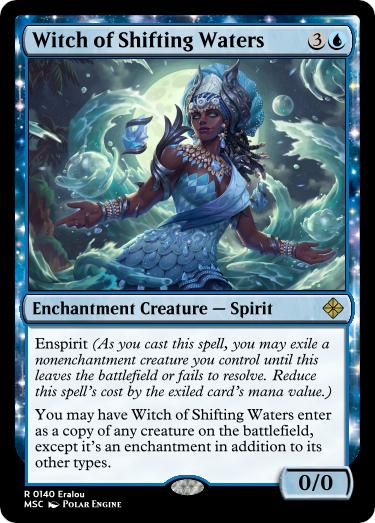 Witch of Shifting Waters 3
Enchantment Creature — Spirit
Enspirit (As you cast this spell, you may exile a
nonenchantment creature you control until this
leaves the battlefield or fails to resolve. Reduce
this spell's cost by the exiled card's mana value.)
You may have Witch of Shifting Waters enter
as a copy of any creature on the battlefield,
except it's an enchantment in addition to its
other types.
0/0
R 0140 Eralou
MSC Polar Engine